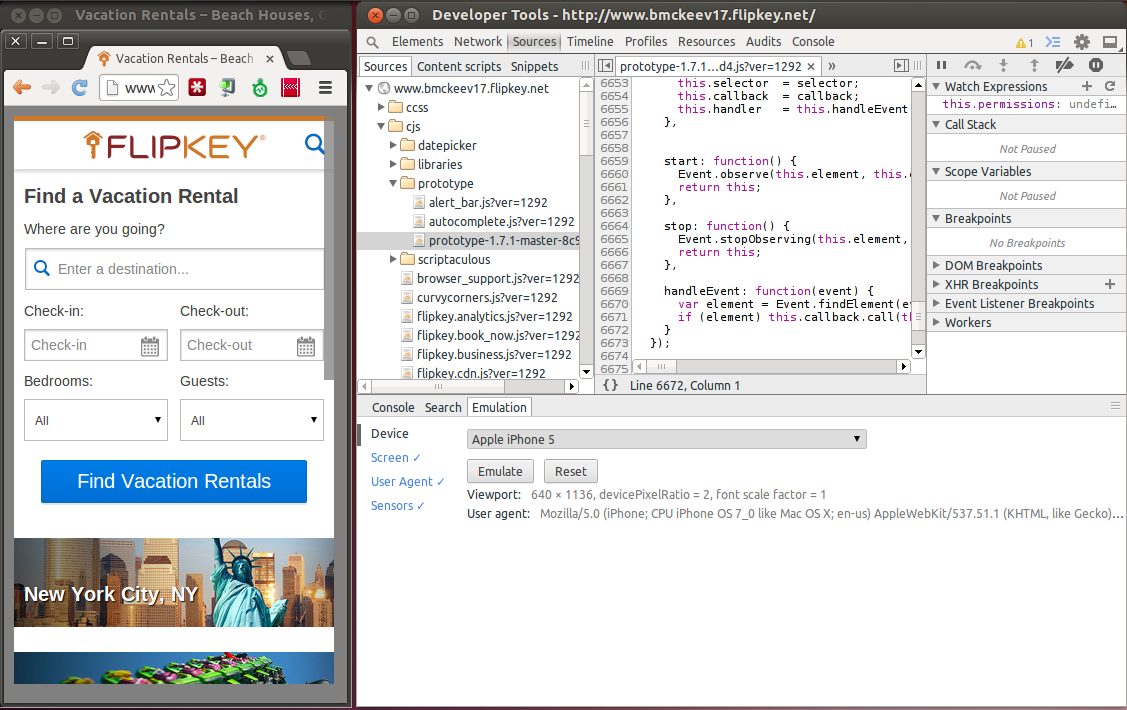 Vacation Rentals – Beach Houses, C
Vacation Rentals – Beach
www
FLIPKEY®
Find a Vacation Rental
Where are you going?
Enter a destination...
Check-in:
Check-out:
Check-in
Check-out
Bedrooms:
Guests:
All
All
Find Vacation Rentals
New York City, NY
Developer Tools - http://www.bmckeev17.flipkey.net/
Elements Network Sources Timeline Profiles Resources Audits Console
1
Sources Content scripts Snippets
prototype-1.7.1…d4.js?ver=1292 × »
www.bmckeev17.flipkey.net
ccss
cjs
datepicker
libraries
prototype
alert_bar.js?ver=1292
autocomplete.js?ver=1292
prototype-1.7.1-master-8c9
scriptaculous
browser_support.js?ver=1292
curvycorners.js?ver=1292
flipkey.analytics.js?ver=1292
flipkey.book_now.js?ver=1292
flipkey.business.js?ver=1292
flipkey.cdn.js?ver=1292
6653 this.selector = selector;
6654 this.callback = callback;
6655 this.handler = this.handleEvent
6656 },
6657
6658
6659 start: function() {
6660 Event.observe(this.element, this.e
6661 return this;
6662 },
6663
6664 stop: function() {
6665 Event.stopObserving(this.element,
6666 return this;
6667 },
6668
6669 handleEvent: function(event) {
6670 var element = Event.findElement(ev
6671 if (element) this.callback.call(th
6672 }
6673 });
6674
6675
{} Line 6672, Column 1
Watch Expressions
this.permissions: undefi…
Call Stack
Not Paused
Scope Variables
Not Paused
Breakpoints
No Breakpoints
DOM Breakpoints
XHR Breakpoints
Event Listener Breakpoints
Workers
Console Search Emulation
Device
Screen ✓
User Agent ✓
Sensors ✓
Apple iPhone 5
Emulate
Reset
Viewport: 640 × 1136, devicePixelRatio = 2, font scale factor = 1
User agent: Mozilla/5.0 (iPhone; CPU iPhone OS 7_0 like Mac OS X; en-us) AppleWebKit/537.51.1 (KHTML, like Gecko)…